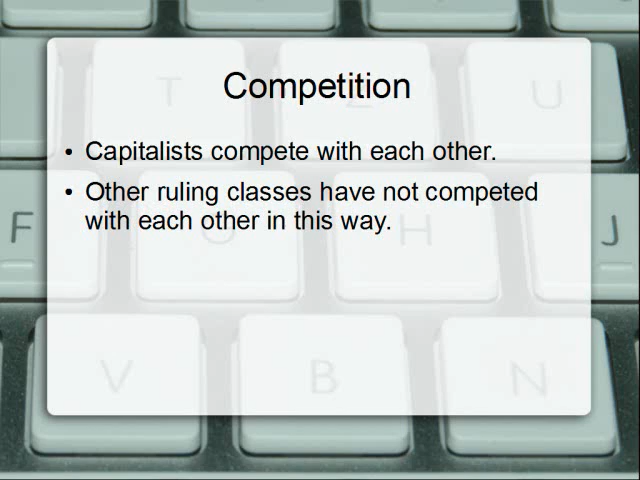 Competition
• Capitalists compete with each other.
• Other ruling classes have not competed
with each other in this way.
T Z U
F G H J
V B N